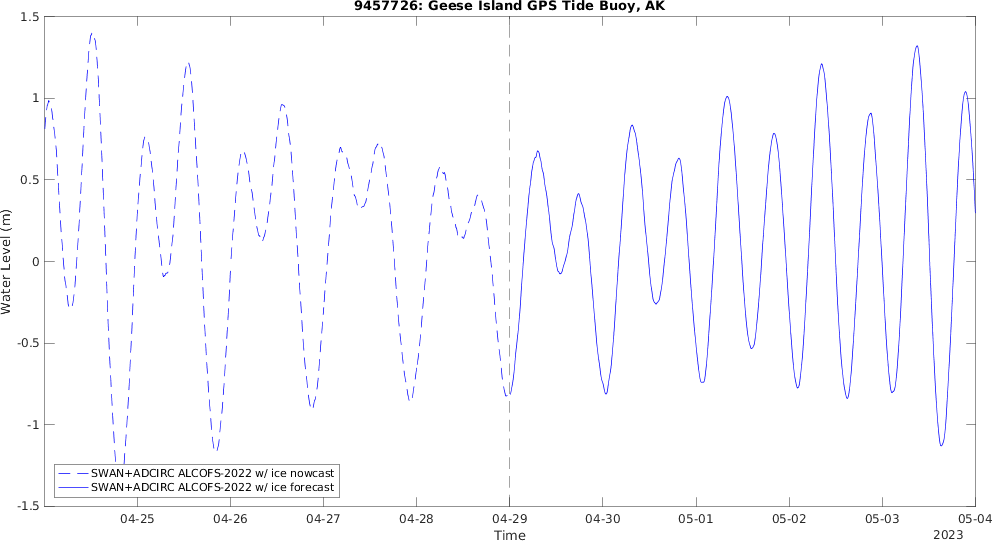 9457726: Geese Island GPS Tide Buoy, AK
1.5
1
0.5
0
-0.5
-1
-1.5
Water Level (m)
SWAN+ADCIRC ALCOFS-2022 w/ ice nowcast
SWAN+ADCIRC ALCOFS-2022 w/ ice forecast
04-25 04-26 04-27 04-28 04-29 04-30 05-01 05-02 05-03 05-04
Time
2023